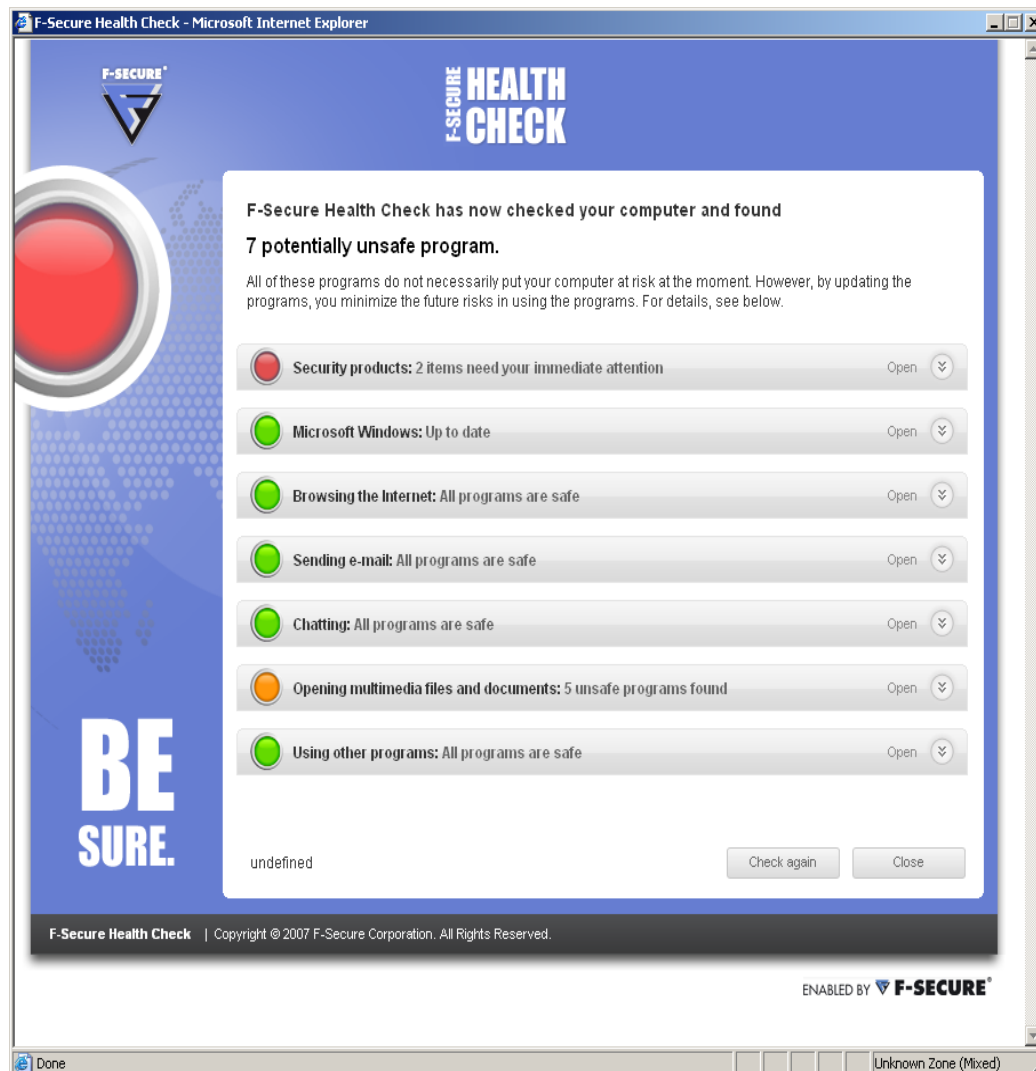 F-Secure Health Check - Microsoft Internet Explorer
F-SECURE®
F-SECURE
HEALTH
CHECK
F-Secure Health Check has now checked your computer and found
7 potentially unsafe program.
All of these programs do not necessarily put your computer at risk at the moment. However, by updating the
programs, you minimize the future risks in using the programs. For details, see below.
Security products: 2 items need your immediate attention Open
Microsoft Windows: Up to date Open
Browsing the Internet: All programs are safe Open
Sending e-mail: All programs are safe Open
Chatting: All programs are safe Open
Opening multimedia files and documents: 5 unsafe programs found Open
Using other programs: All programs are safe Open
BE
SURE.
undefined Check again Close
F-Secure Health Check | Copyright © 2007 F-Secure Corporation. All Rights Reserved.
ENABLED BY F-SECURE®
Done Unknown Zone (Mixed)